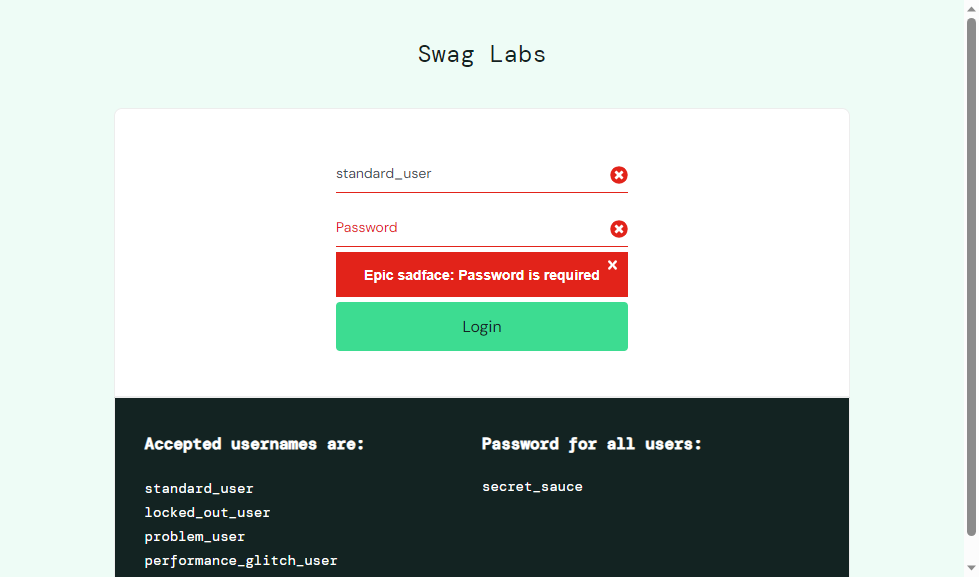 Swag Labs
standard_user
Password
Epic sadface: Password is required
Login
Accepted usernames are:
standard_user
locked_out_user
problem_user
performance_glitch_user
Password for all users:
secret_sauce